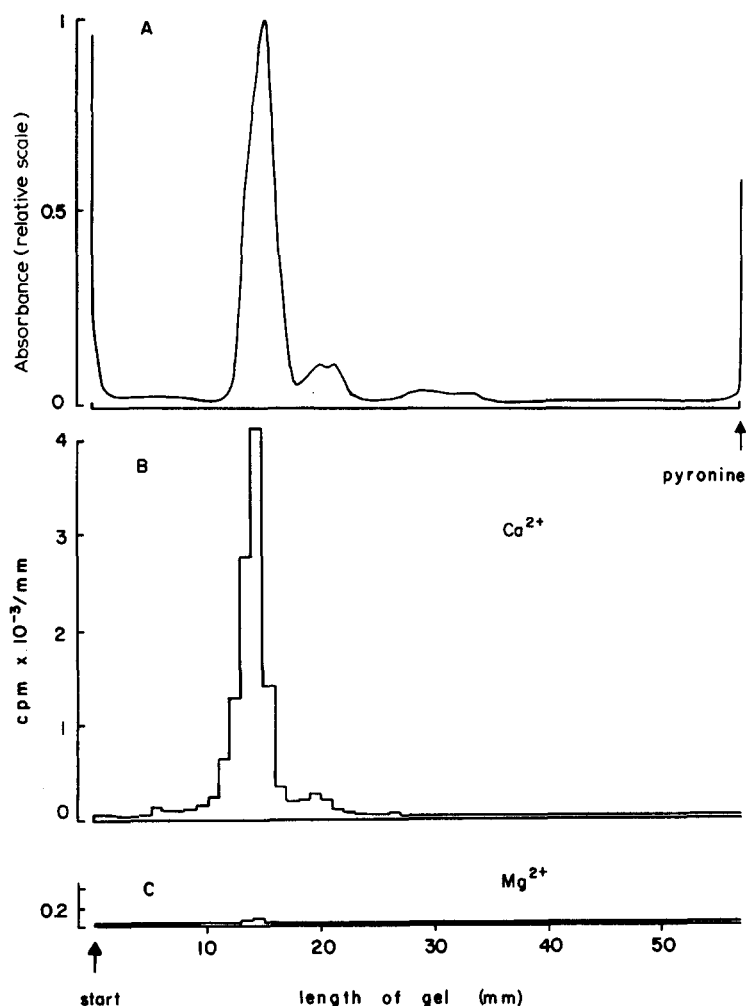 A
Absorbance (relative scale)
1
0.5
0
pyronine
B
Ca²⁺
cpm x 10⁻³/mm
4
3
2
1
0
C
Mg²⁺
0.2
10 20 30 40 50
start length of gel (mm)